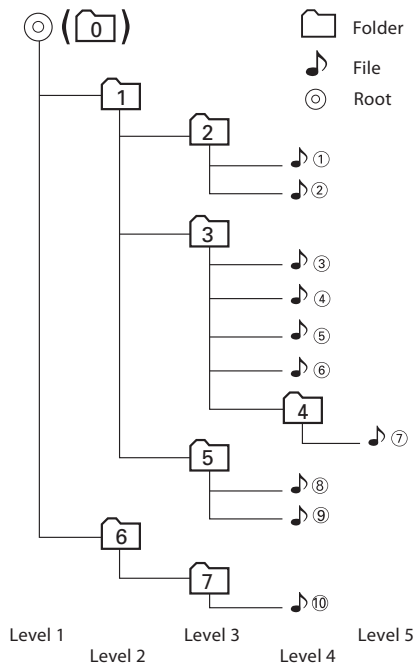 (0)
Folder
File
Root
1
2
①
②
3
③
④
⑤
⑥
4
⑦
5
⑧
⑨
6
7
⑩
Level 1
Level 2
Level 3
Level 4
Level 5